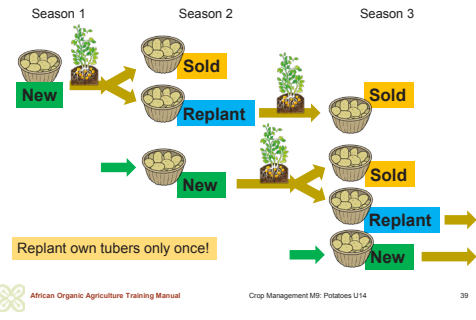 Season 1
Season 2
Season 3
Sold
New
Replant
Sold
New
Sold
Replant
New
Replant own tubers only once!
African Organic Agriculture Training Manual
Crop Management M9: Potatoes U14
39